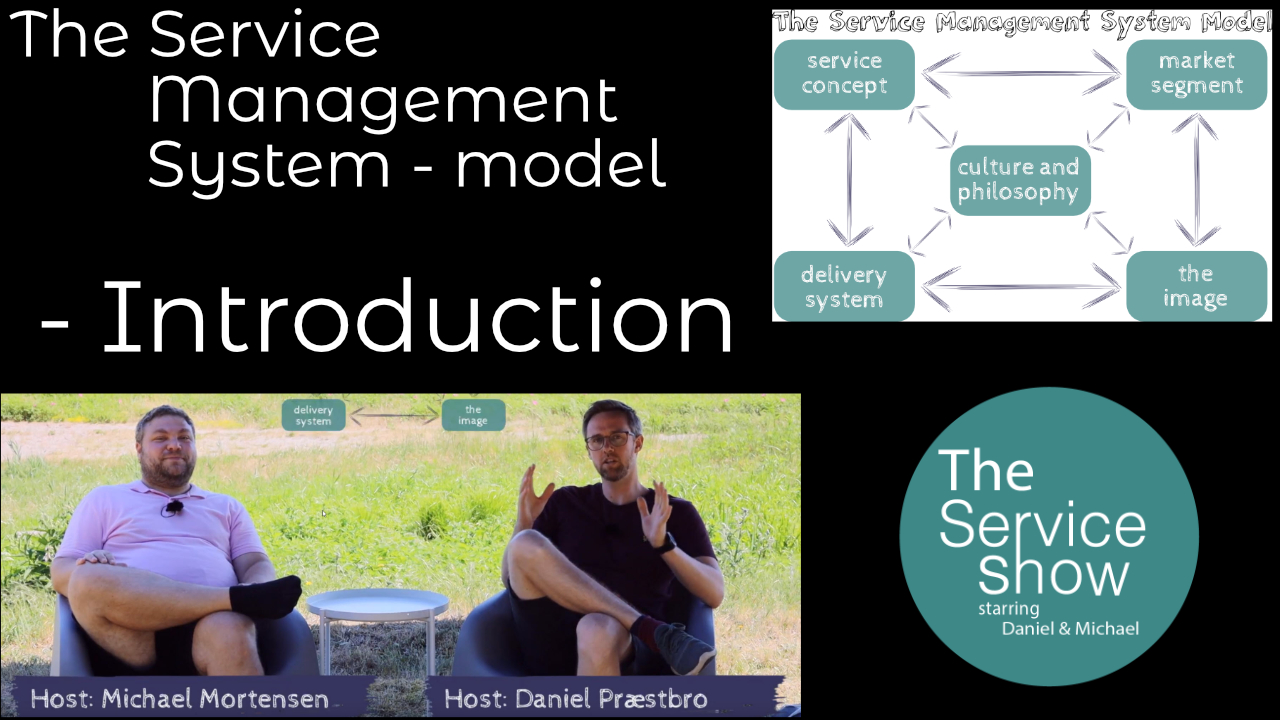 The Service
Management
System - model
- Introduction
The Service Management System Model
service
concept
market
segment
culture and
philosophy
delivery
system
the
image
delivery
system
the
image
Host: Michael Mortensen
Host: Daniel Præstbro
The
Service
Show
starring
Daniel & Michael